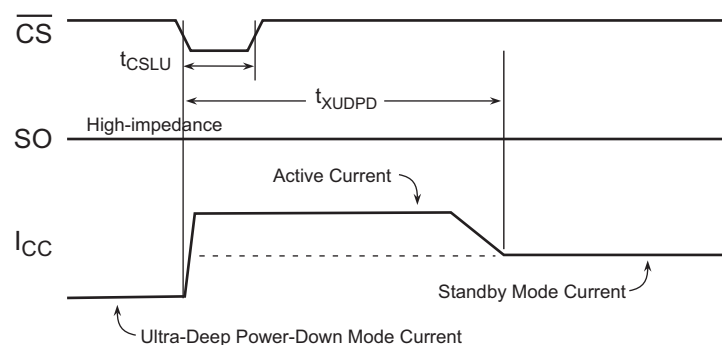 CS
tCSLU
tXUDPD
High-impedance
SO
Active Current
ICC
Standby Mode Current
Ultra-Deep Power-Down Mode Current